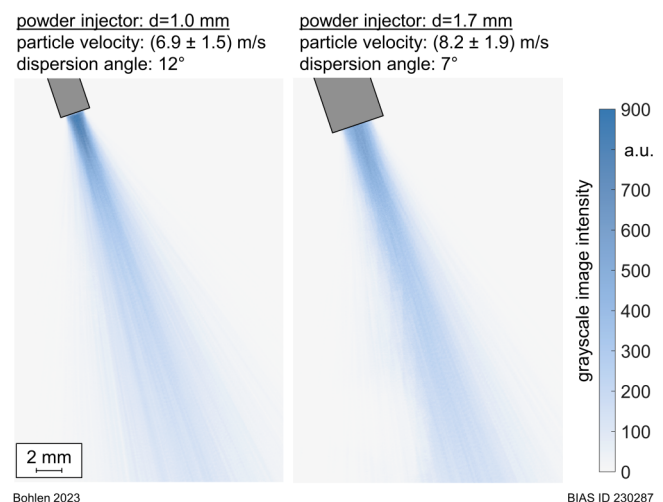 powder injector: d=1.0 mm
particle velocity: (6.9 ± 1.5) m/s
dispersion angle: 12°
powder injector: d=1.7 mm
particle velocity: (8.2 ± 1.9) m/s
dispersion angle: 7°
900
a.u.
700
600
500
400
300
200
100
0
grayscale image intensity
2 mm
Bohlen 2023
BIAS ID 230287